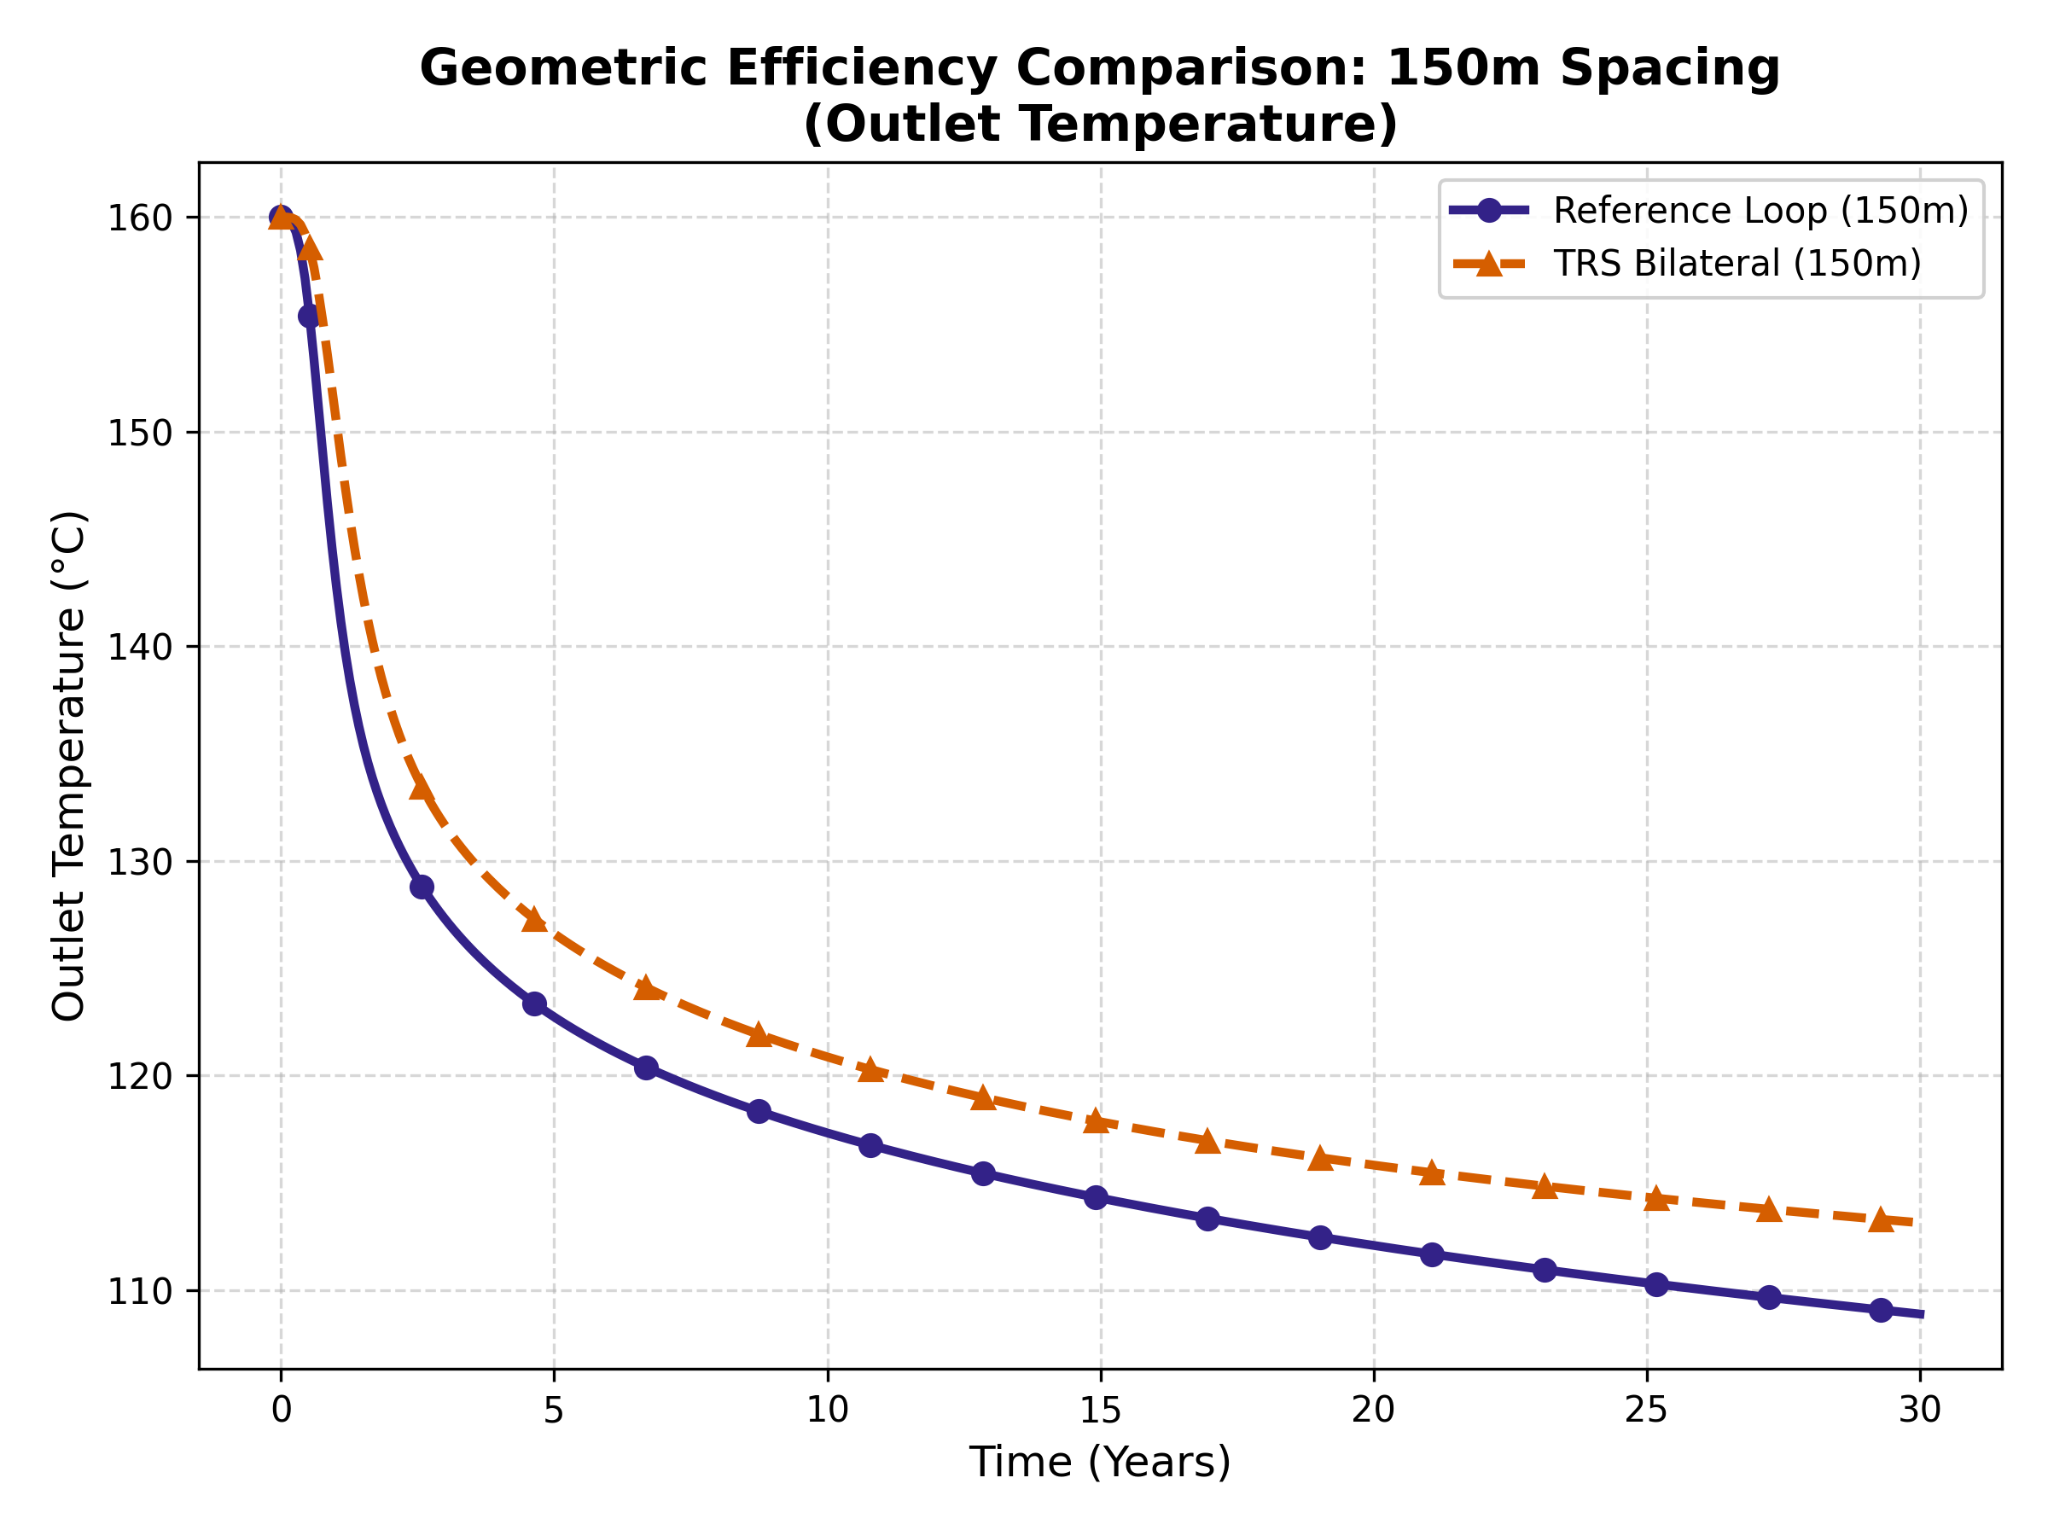 Geometric Efficiency Comparison: 150m Spacing
(Outlet Temperature)
Reference Loop (150m)
TRS Bilateral (150m)
Outlet Temperature (°C)
160
150
140
130
120
110
0 5 10 15 20 25 30
Time (Years)